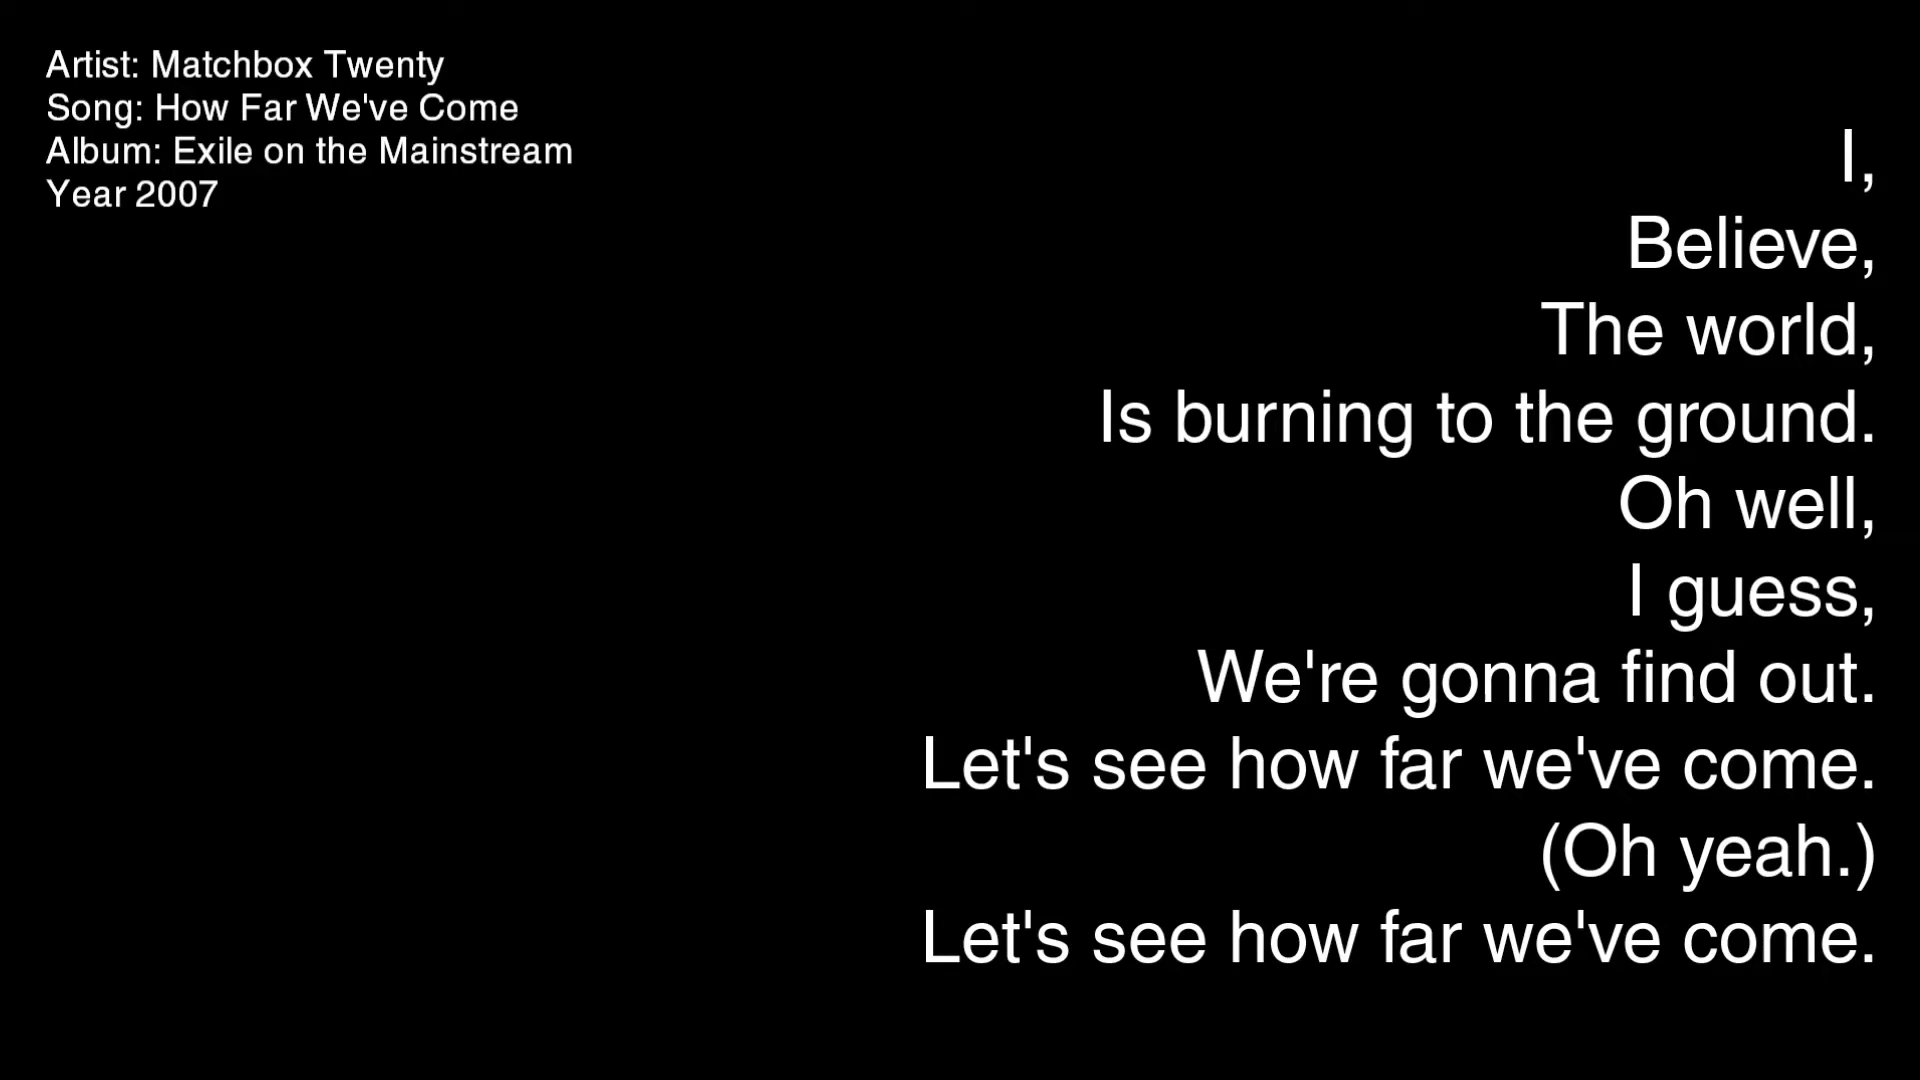 Artist: Matchbox Twenty
Song: How Far We've Come
Album: Exile on the Mainstream
Year 2007
I,
Believe,
The world,
Is burning to the ground.
Oh well,
I guess,
We're gonna find out.
Let's see how far we've come.
(Oh yeah.)
Let's see how far we've come.